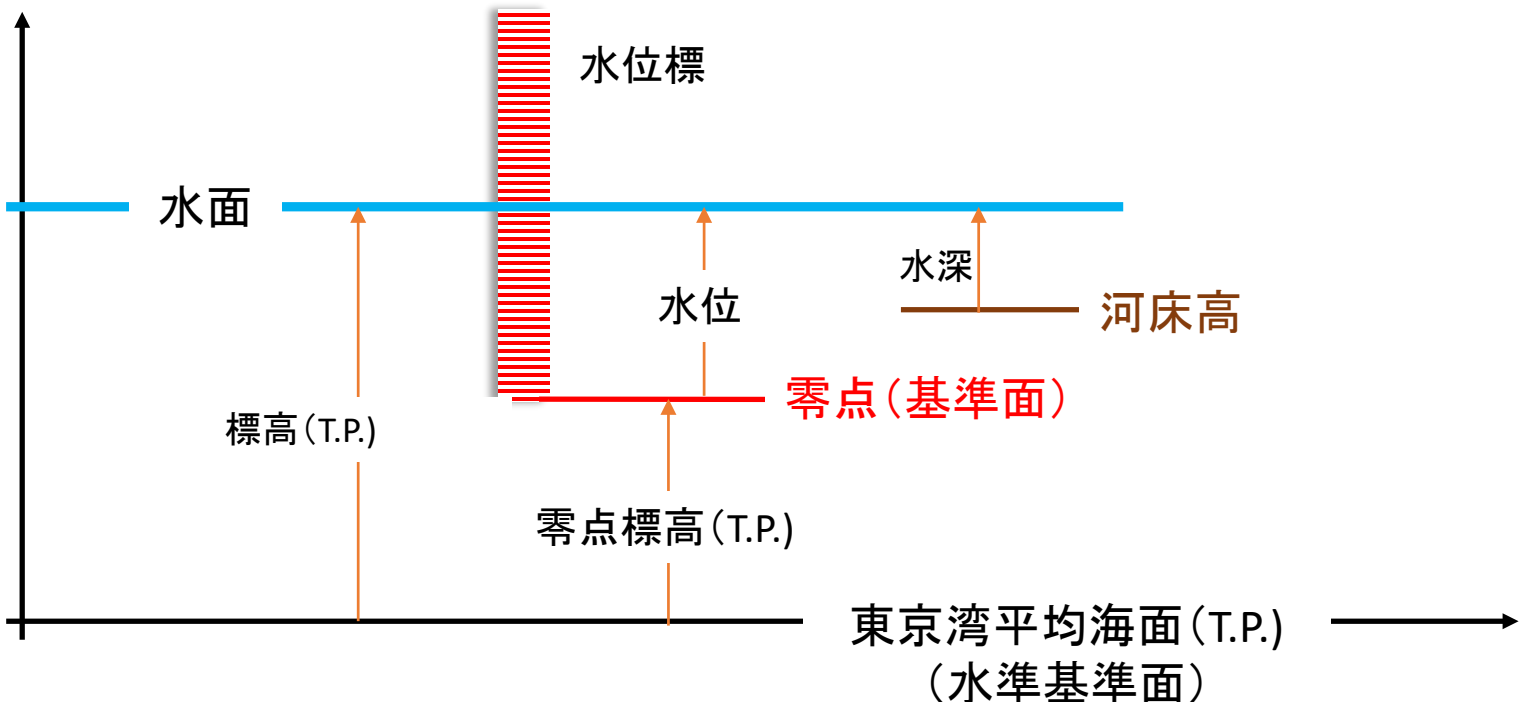 水位標
水面
水深
水位
河床高
零点（基準面）
標高（T.P.)
零点標高（T.P.)
東京湾平均海面（T.P.)
（水準基準面）